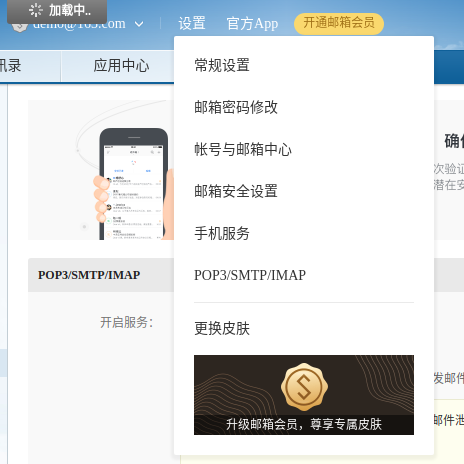 加载中..
demo@163.com
设置
官方App
开通邮箱会员
讯录
应用中心
常规设置
邮箱密码修改
帐号与邮箱中心
邮箱安全设置
手机服务
POP3/SMTP/IMAP
更换皮肤
升级邮箱会员，尊享专属皮肤
确
次验证
潜在安
POP3/SMTP/IMAP
开启服务：
发邮件
邮件泄